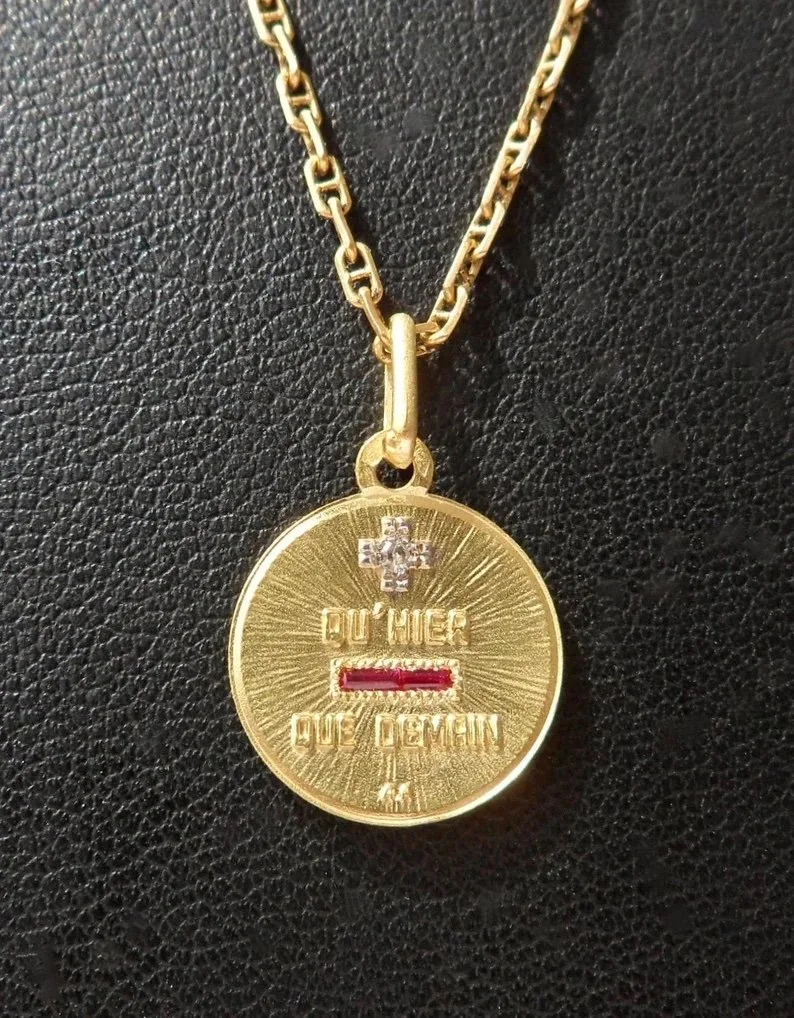 +
QU'HIER
-
QUE DEMAIN